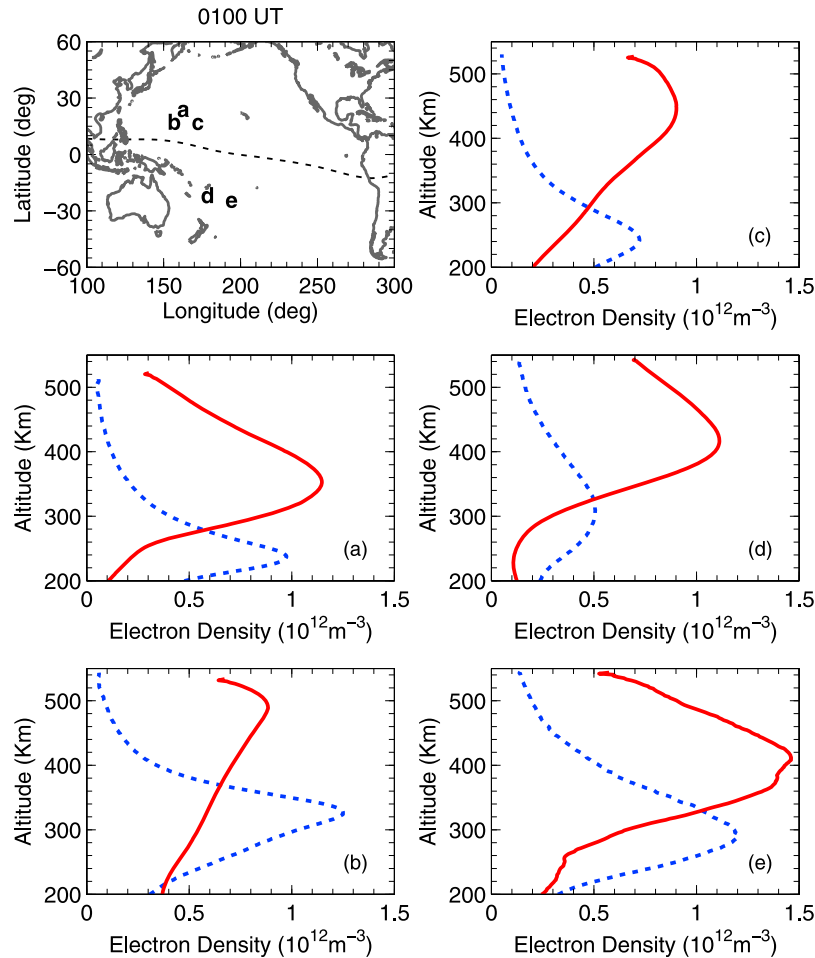 0100 UT
60
30
0
−30
−60
Latitude (deg)
a
b c
d e
100 150 200 250 300
Longitude (deg)
500
400
300
200
Altitude (Km)
(c)
0 0.5 1 1.5
Electron Density (10¹²m⁻³)
500
400
300
200
Altitude (Km)
(a)
0 0.5 1 1.5
Electron Density (10¹²m⁻³)
500
400
300
200
Altitude (Km)
(d)
0 0.5 1 1.5
Electron Density (10¹²m⁻³)
500
400
300
200
Altitude (Km)
(b)
0 0.5 1 1.5
Electron Density (10¹²m⁻³)
500
400
300
200
Altitude (Km)
(e)
0 0.5 1 1.5
Electron Density (10¹²m⁻³)